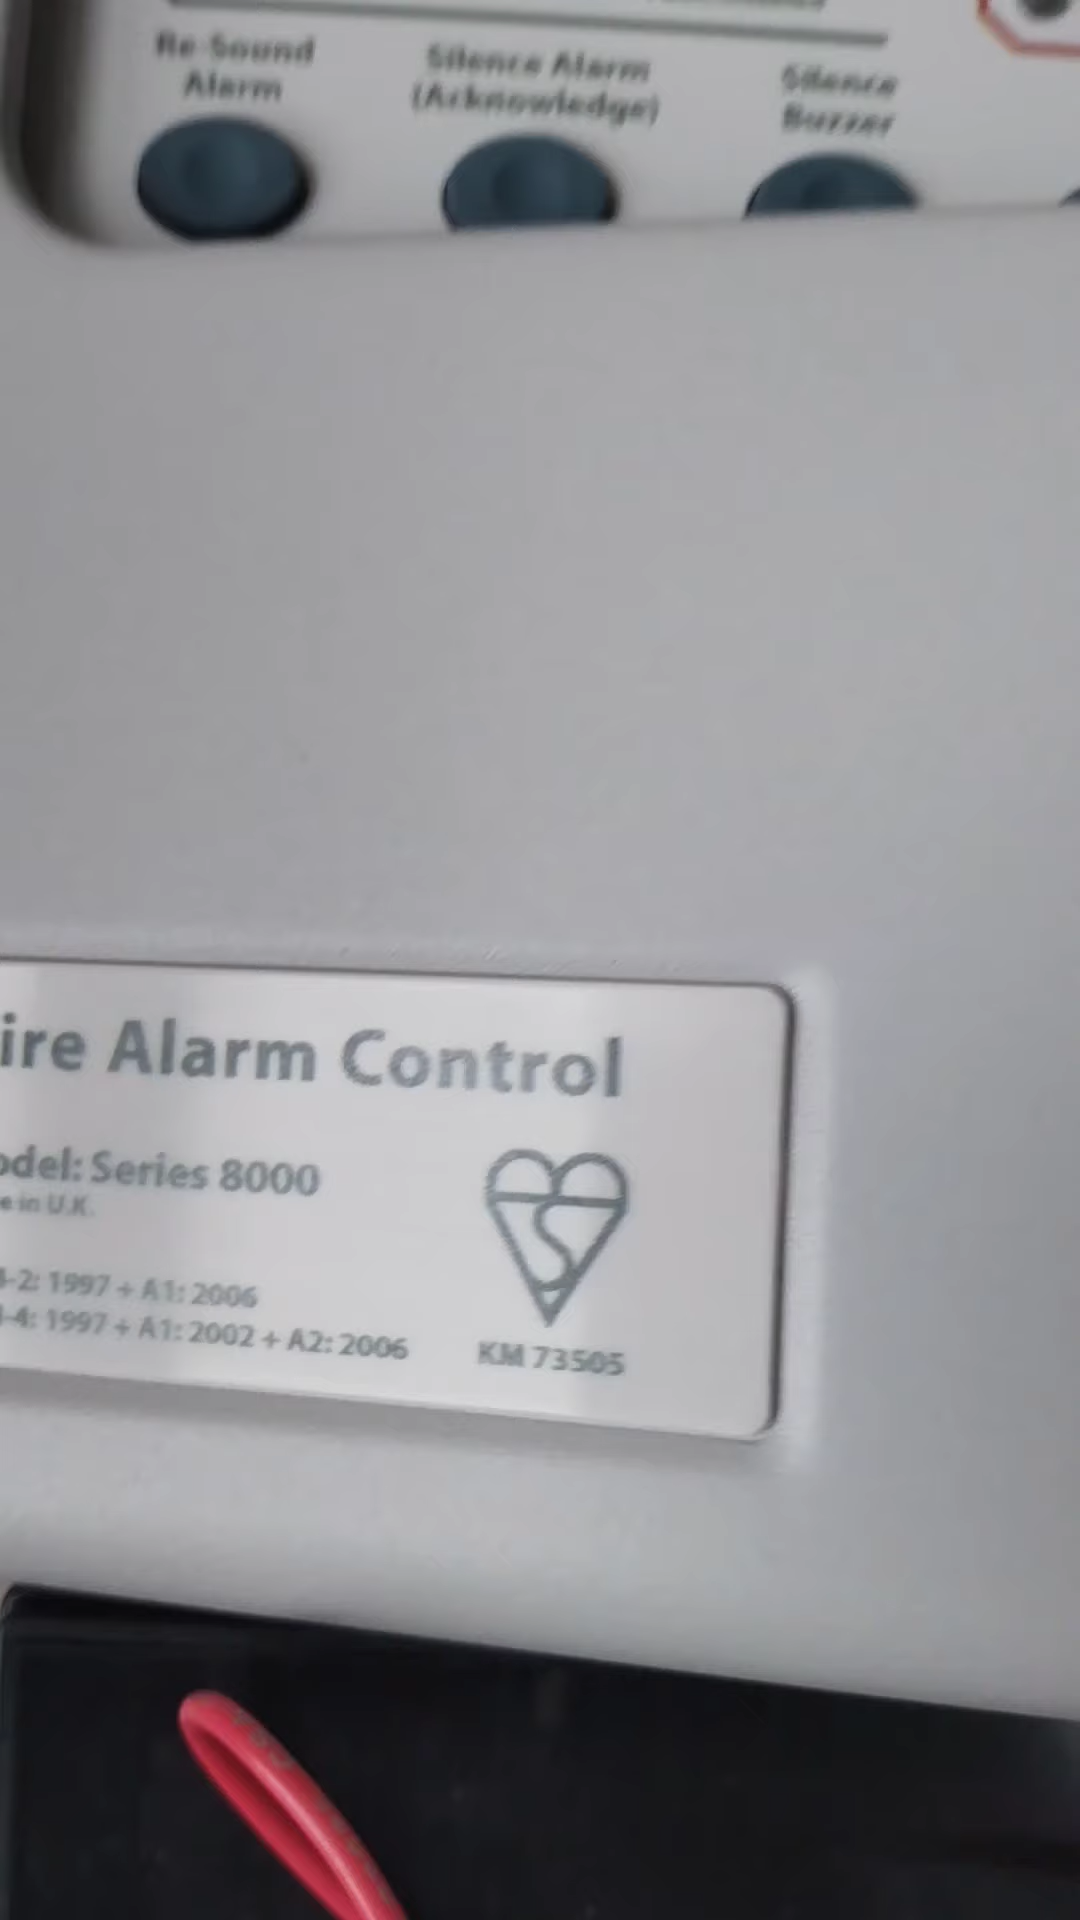 Re-Sound
Alarm
Silence Alarm
(Acknowledge)
Silence
Buzzer
ire Alarm Control
odel: Series 8000
e in U.K.
-2: 1997 + A1: 2006
-4: 1997 + A1: 2002 + A2: 2006
KM 73505